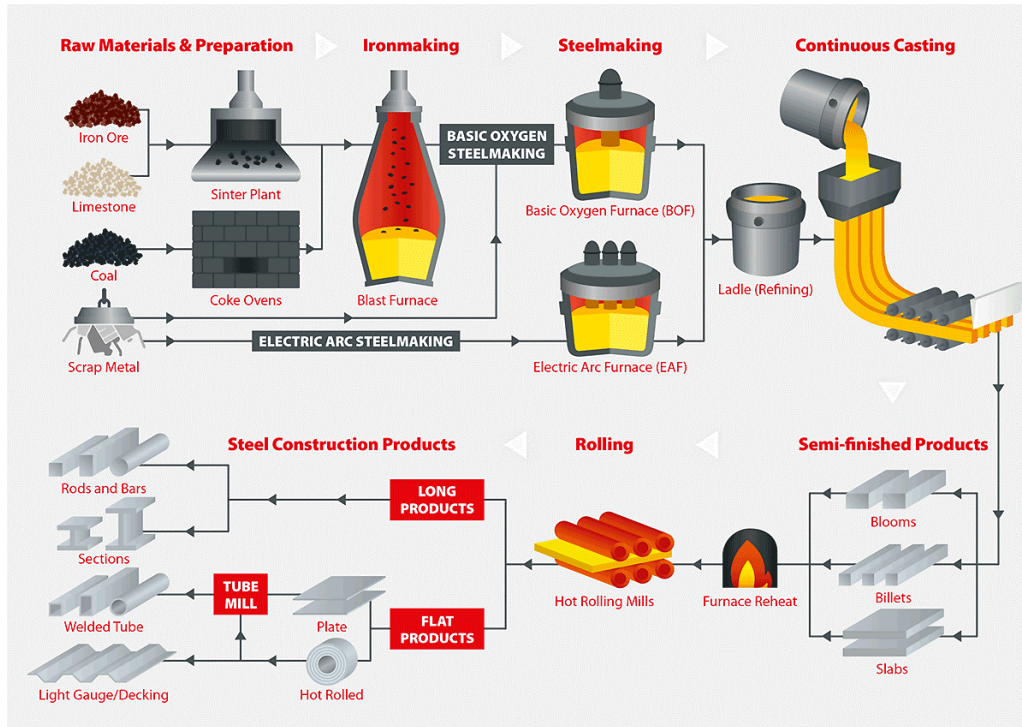 Raw Materials & Preparation
Ironmaking
Steelmaking
Continuous Casting
Iron Ore
Limestone
Coal
Scrap Metal
Sinter Plant
Coke Ovens
Blast Furnace
BASIC OXYGEN
STEELMAKING
ELECTRIC ARC STEELMAKING
Basic Oxygen Furnace (BOF)
Electric Arc Furnace (EAF)
Ladle (Refining)
Semi-finished Products
Rolling
Steel Construction Products
Blooms
Billets
Slabs
Furnace Reheat
Hot Rolling Mills
LONG
PRODUCTS
FLAT
PRODUCTS
Rods and Bars
Sections
Plate
Hot Rolled
TUBE
MILL
Welded Tube
Light Gauge/Decking